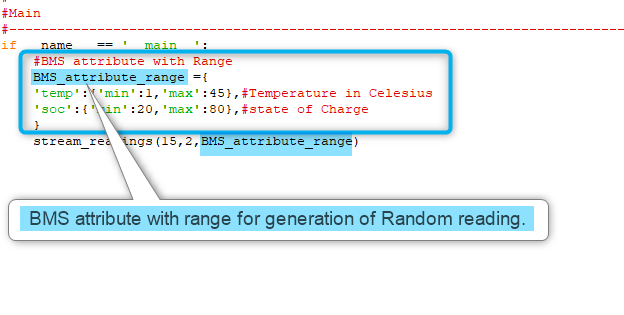 #Main
#------------------------------------------------------------------------------
if __name__ == '__main__':
#BMS attribute with Range
BMS_attribute_range ={
'temp':{'min':1,'max':45},#Temperature in Celesius
'soc':{'min':20,'max':80},#state of Charge
}
stream_readings(15,2,BMS_attribute_range)
BMS attribute with range for generation of Random reading.